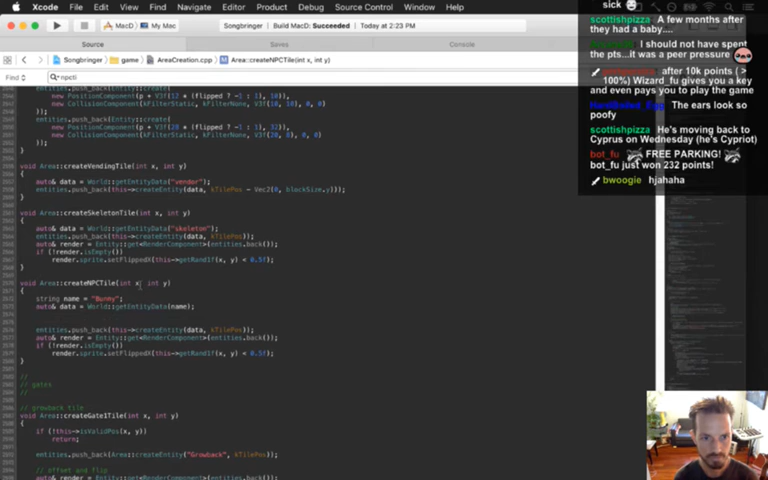 Xcode File Edit View Find Navigate Editor Product Debug Source Control Window Help
MacD My Mac
Songbringer Build MacD: Succeeded Today at 2:23 PM
Source Saves Console
Songbringer game AreaCreation.cpp Area::createNPCTile(int x, int y)
Find npcti
entities.push_back(Entity::create(
new PositionComponent(p + V3f(12 * (flipped ? -1 : 1), 10)),
new CollisionComponent(kFilterStatic, kFilterNone, V3f(10, 10), 0, 0)
));
entities.push_back(Entity::create(
new PositionComponent(p + V3f(28 * (flipped ? -1 : 1), 32)),
new CollisionComponent(kFilterStatic, kFilterNone, V3f(20, 8), 0, 0)
));
}
void Area::createVendingTile(int x, int y)
{
auto& data = World::getEntityData("vendor");
entities.push_back(this->createEntity(data, kTilePos - Vec2(0, blockSize.y)));
}
void Area::createSkeletonTile(int x, int y)
{
auto& data = World::getEntityData("skeleton");
entities.push_back(this->createEntity(data, kTilePos));
auto& render = Entity::get<RenderComponent>(entities.back());
if (!render.isEmpty())
render.sprite.setFlippedX(this->getRandIf(x, y) < 0.5f);
}
void Area::createNPCTile(int x, int y)
{
string name = "Bunny";
auto& data = World::getEntityData(name);
entities.push_back(this->createEntity(data, kTilePos));
auto& render = Entity::get<RenderComponent>(entities.back());
if (!render.isEmpty())
render.sprite.setFlippedX(this->getRandIf(x, y) < 0.5f);
}
//
// gates
//
// growback tile
void Area::createGate1Tile(int x, int y)
{
if (!this->isValidPos(x, y))
return;
entities.push_back(Area::createEntity("Growback", kTilePos));
// offset and flip
auto& render = Entity::get<RenderComponent>(entities.back());
sick
scottishpizza A few months after
they had a baby....
I should not have spent
the pts...it was a peer pressure
after 10k points ( >
100%) Wizard_fu gives you a key
and even pays you to play the game
HardBoiled_Egg The ears look so
poofy
scottishpizza He's moving back to
Cyprus on Wednesday (he's Cypriot)
bot_fu FREE PARKING!
bot_fu just won 232 points!
bwoogie hjahaha